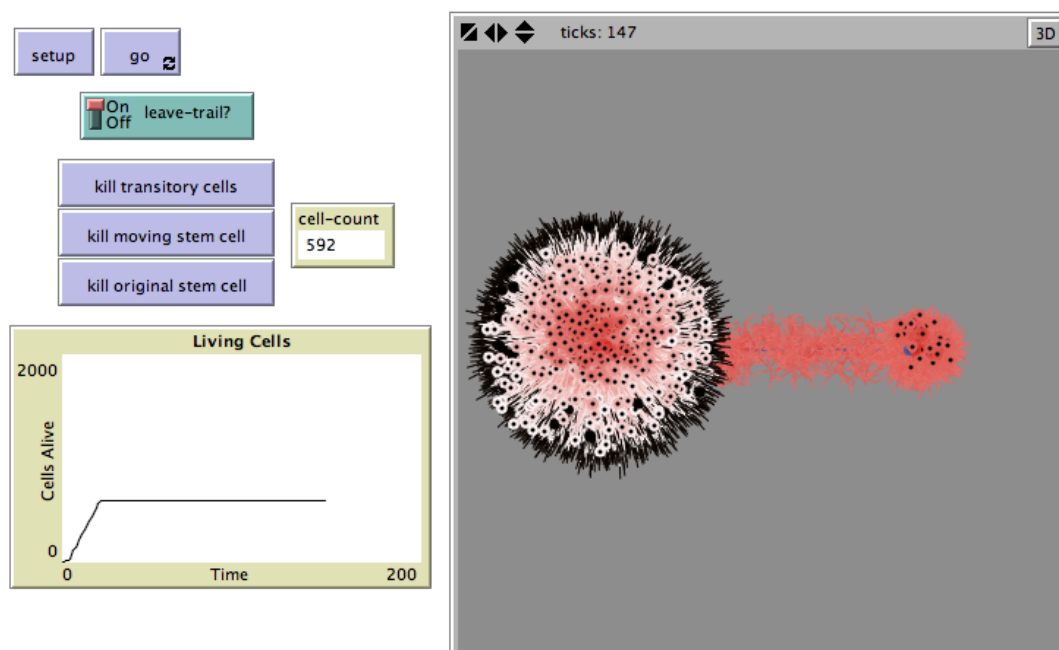 setup
go
On
Off
leave-trail?
kill transitory cells
kill moving stem cell
kill original stem cell
cell-count
592
Living Cells
2000
Cells Alive
0
0
Time
200
ticks: 147
3D